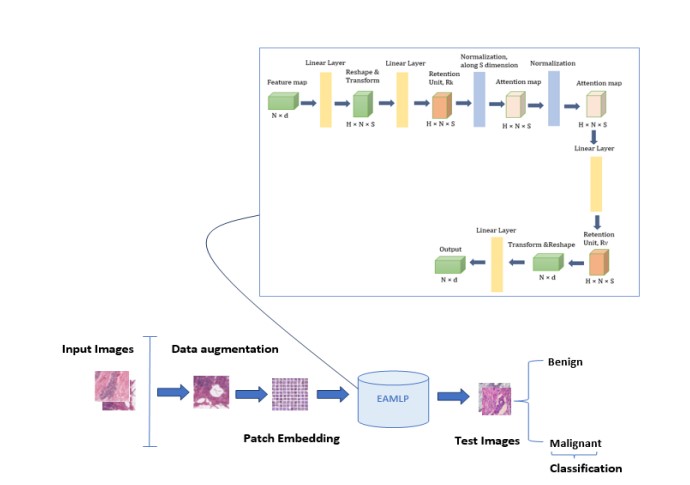 Linear Layer
Linear Layer
Normalization,
along S dimension
Normalization
Feature map
Reshape &
Transform
Retention
Unit, Rk
Attention map
Attention map
N × d
H × N × S
H × N × S
H × N × S
H × N × S
Linear Layer
Linear Layer
Retention
Unit, Rv
Output
Transform &Reshape
N × d
N × d
H × N × S
Input Images
Data augmentation
Benign
EAMLP
Patch Embedding
Test Images
Malignant
Classification